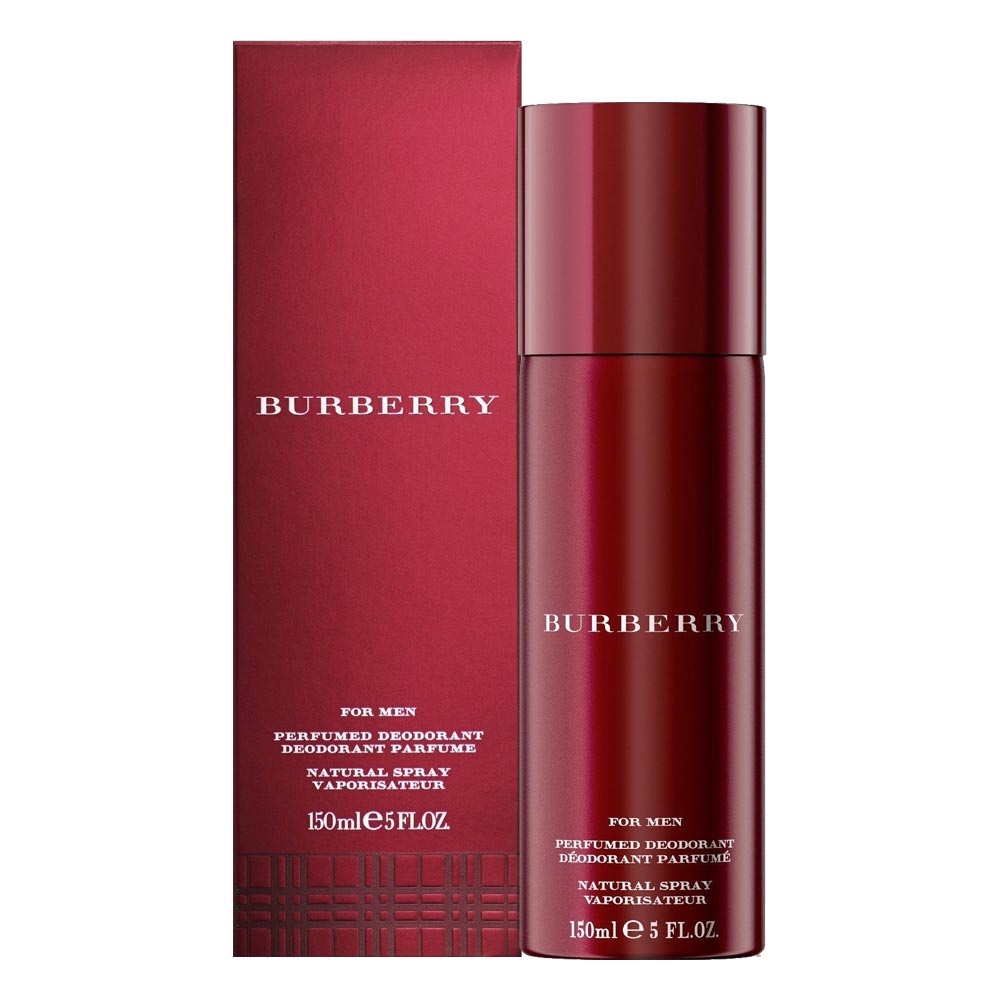 BURBERRY
FOR MEN
PERFUMED DEODORANT
DEODORANT PARFUME
NATURAL SPRAY
VAPORISATEUR
150ml e 5 FL.OZ.
BURBERRY
FOR MEN
PERFUMED DEODORANT
DÉODORANT PARFUMÉ
NATURAL SPRAY
VAPORISATEUR
150ml e 5 FL.OZ.